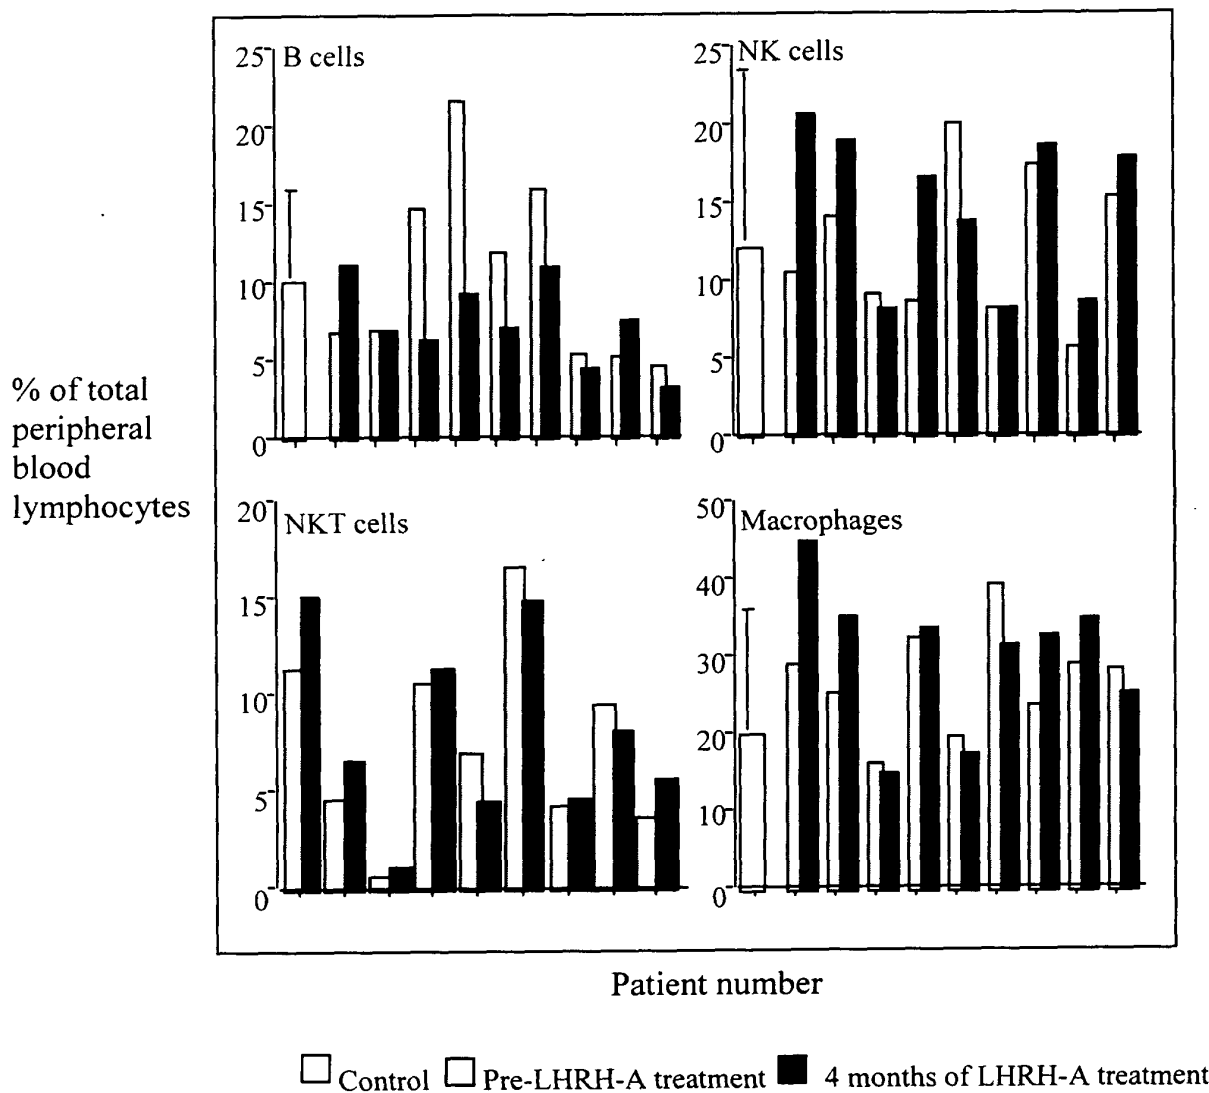 B cells
25
20
15
10
5
0
NK cells
25
20
15
10
5
0
% of total
peripheral
blood
lymphocytes
NKT cells
20
15
10
5
0
Macrophages
50
40
30
20
10
0
Patient number
Control Pre-LHRH-A treatment 4 months of LHRH-A treatment